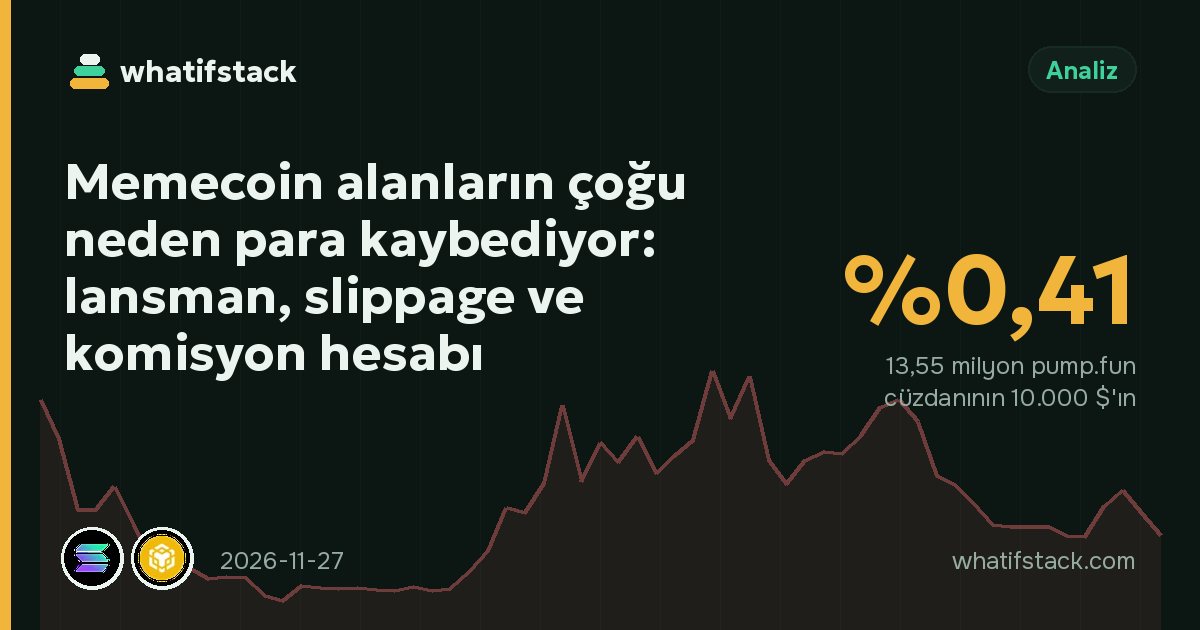 whatifstack
Analiz
Memecoin alanların çoğu
neden para kaybediyor:
lansman, slippage ve
komisyon hesabı
%0,41
13,55 milyon pump.fun
cüzdanının 10.000 $'ın
2026-11-27
whatifstack.com